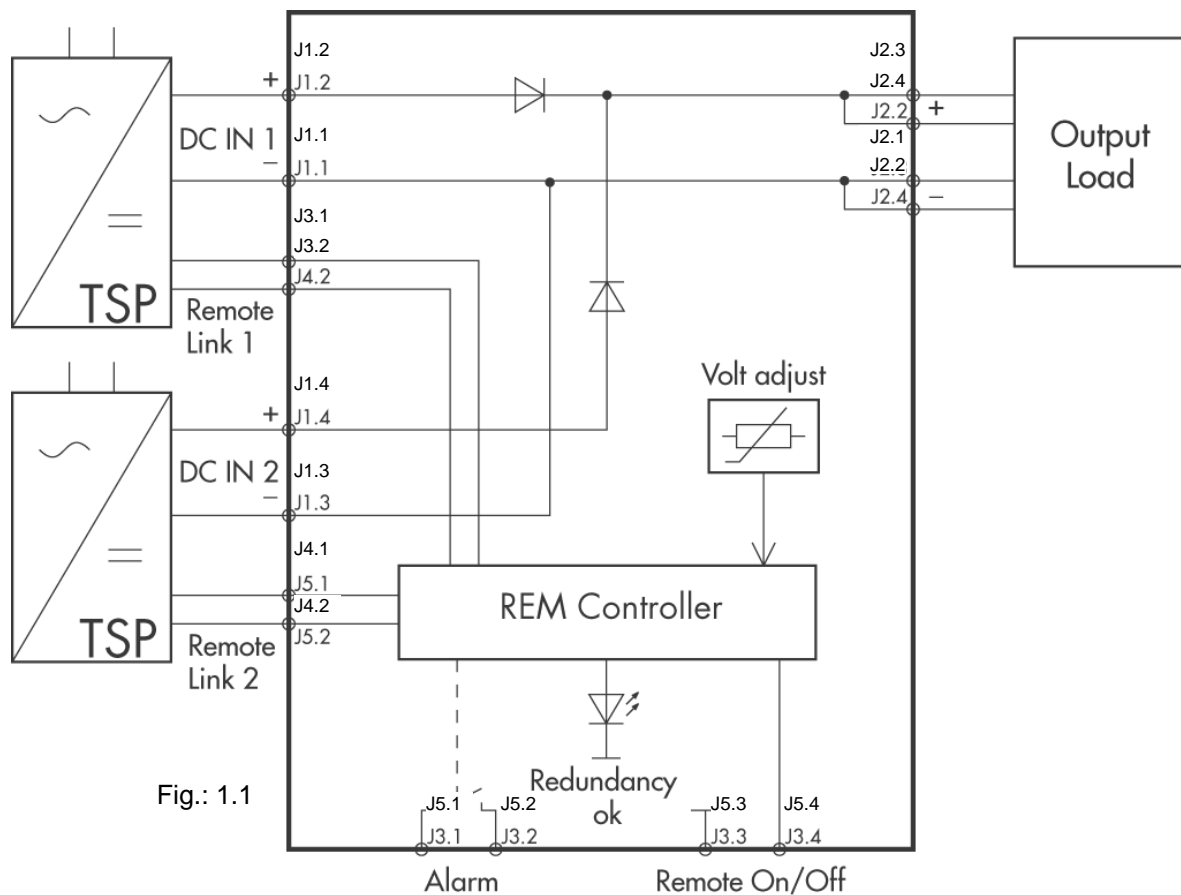 J1.2
J1.2
+
DC IN 1
J1.1
−
J1.1
J3.1
J3.2
J4.2
TSP
Remote
Link 1
J2.3
J2.4
J2.2
+
J2.1
J2.2
J2.4
−
Output
Load
J1.4
+
J1.4
DC IN 2
J1.3
−
J1.3
J4.1
J5.1
J4.2
J5.2
TSP
Remote
Link 2
Volt adjust
REM Controller
Redundancy
ok
Fig.: 1.1
J5.1
J5.2
J5.3
J5.4
J3.1
J3.2
J3.3
J3.4
Alarm
Remote On/Off